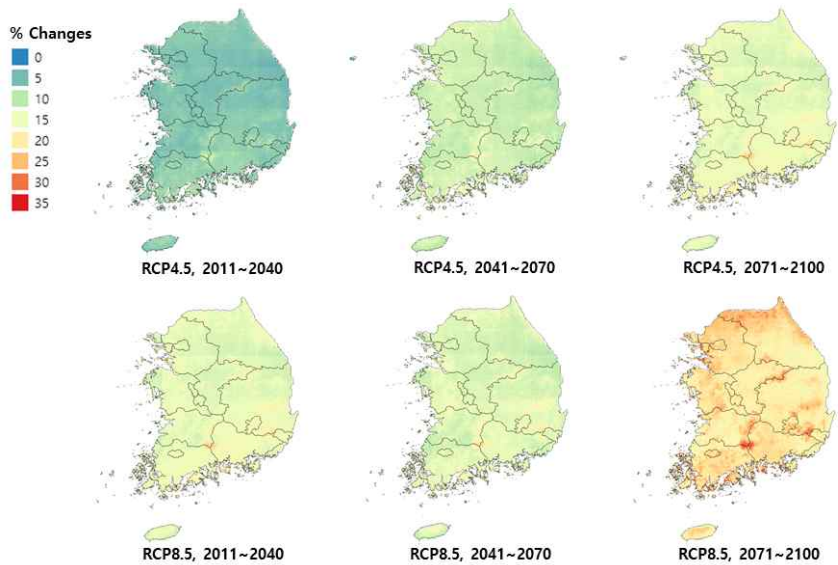 % Changes
0
5
10
15
20
25
30
35
RCP4.5, 2011~2040
RCP4.5, 2041~2070
RCP4.5, 2071~2100
RCP8.5, 2011~2040
RCP8.5, 2041~2070
RCP8.5, 2071~2100